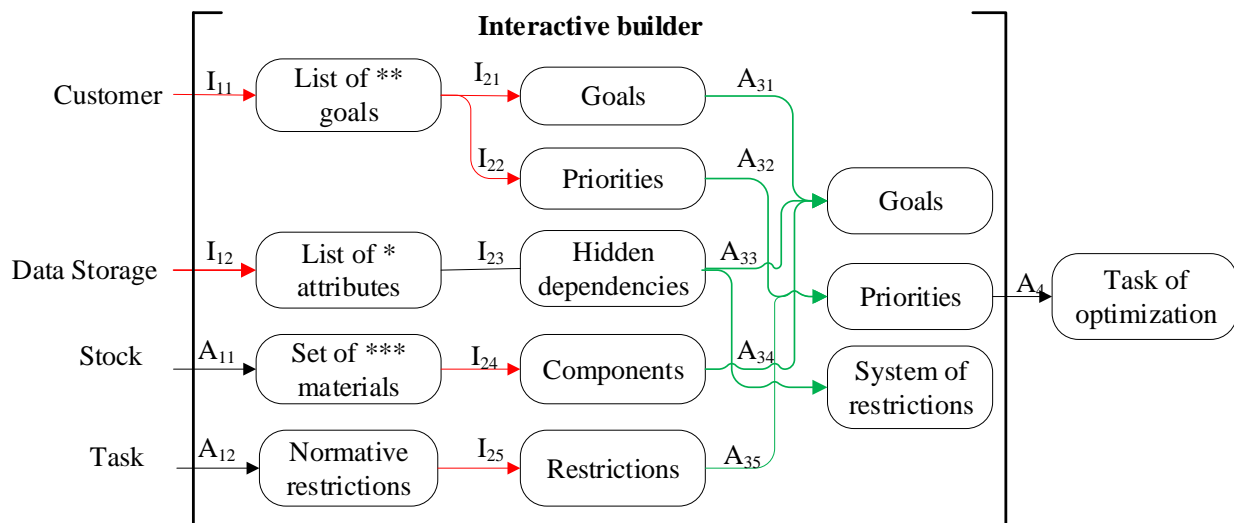 Interactive builder
Customer
I11
List of **
goals
I21
Goals
A31
I22
Priorities
A32
Goals
Data Storage
I12
List of *
attributes
I23
Hidden
dependencies
A33
Priorities
A4
Task of
optimization
Stock
A11
Set of ***
materials
I24
Components
A34
System of
restrictions
Task
A12
Normative
restrictions
I25
Restrictions
A35